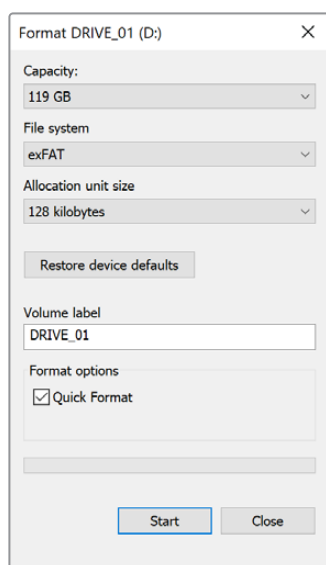 Format DRIVE_01 (D:)
Capacity:
119 GB
File system
exFAT
Allocation unit size
128 kilobytes
Restore device defaults
Volume label
DRIVE_01
Format options
Quick Format
Start Close